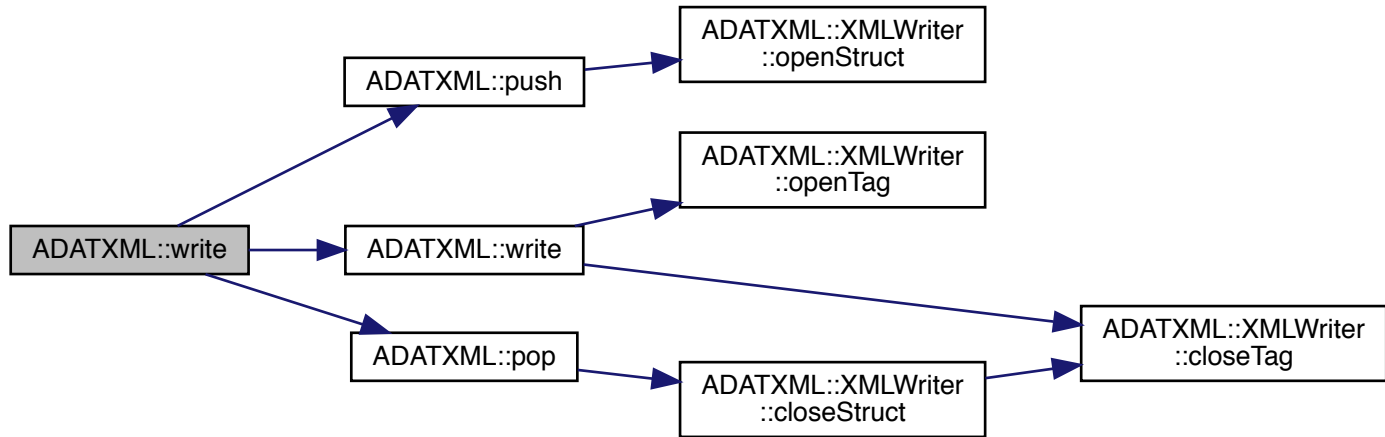 ADATXML::write
ADATXML::push
ADATXML::XMLWriter
::openStruct
ADATXML::write
ADATXML::XMLWriter
::openTag
ADATXML::XMLWriter
::closeTag
ADATXML::pop
ADATXML::XMLWriter
::closeStruct